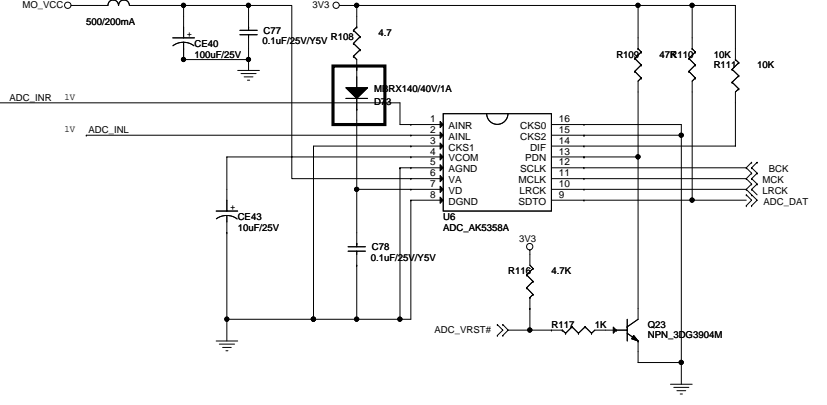 MO_VCC
500/200mA
CE40
100uF/25V
C77
0.1uF/25V/Y5V
3V3
R108
4.7
MBRX140/40V/1A
D73
R109
47K
R110
10K
R111
10K
ADC_INR
1V
1V
ADC_INL
1
2
3
4
5
6
7
8
AINR
AINL
CKS1
VCOM
AGND
VA
VD
DGND
CKS0
CKS2
DIF
PDN
SCLK
MCLK
LRCK
SDTO
16
15
14
13
12
11
10
9
BCK
MCK
LRCK
ADC_DAT
U6
ADC_AK5358A
CE43
10uF/25V
C78
0.1uF/25V/Y5V
3V3
R116
4.7K
ADC_VRST#
R117
1K
Q23
NPN_3DG3904M